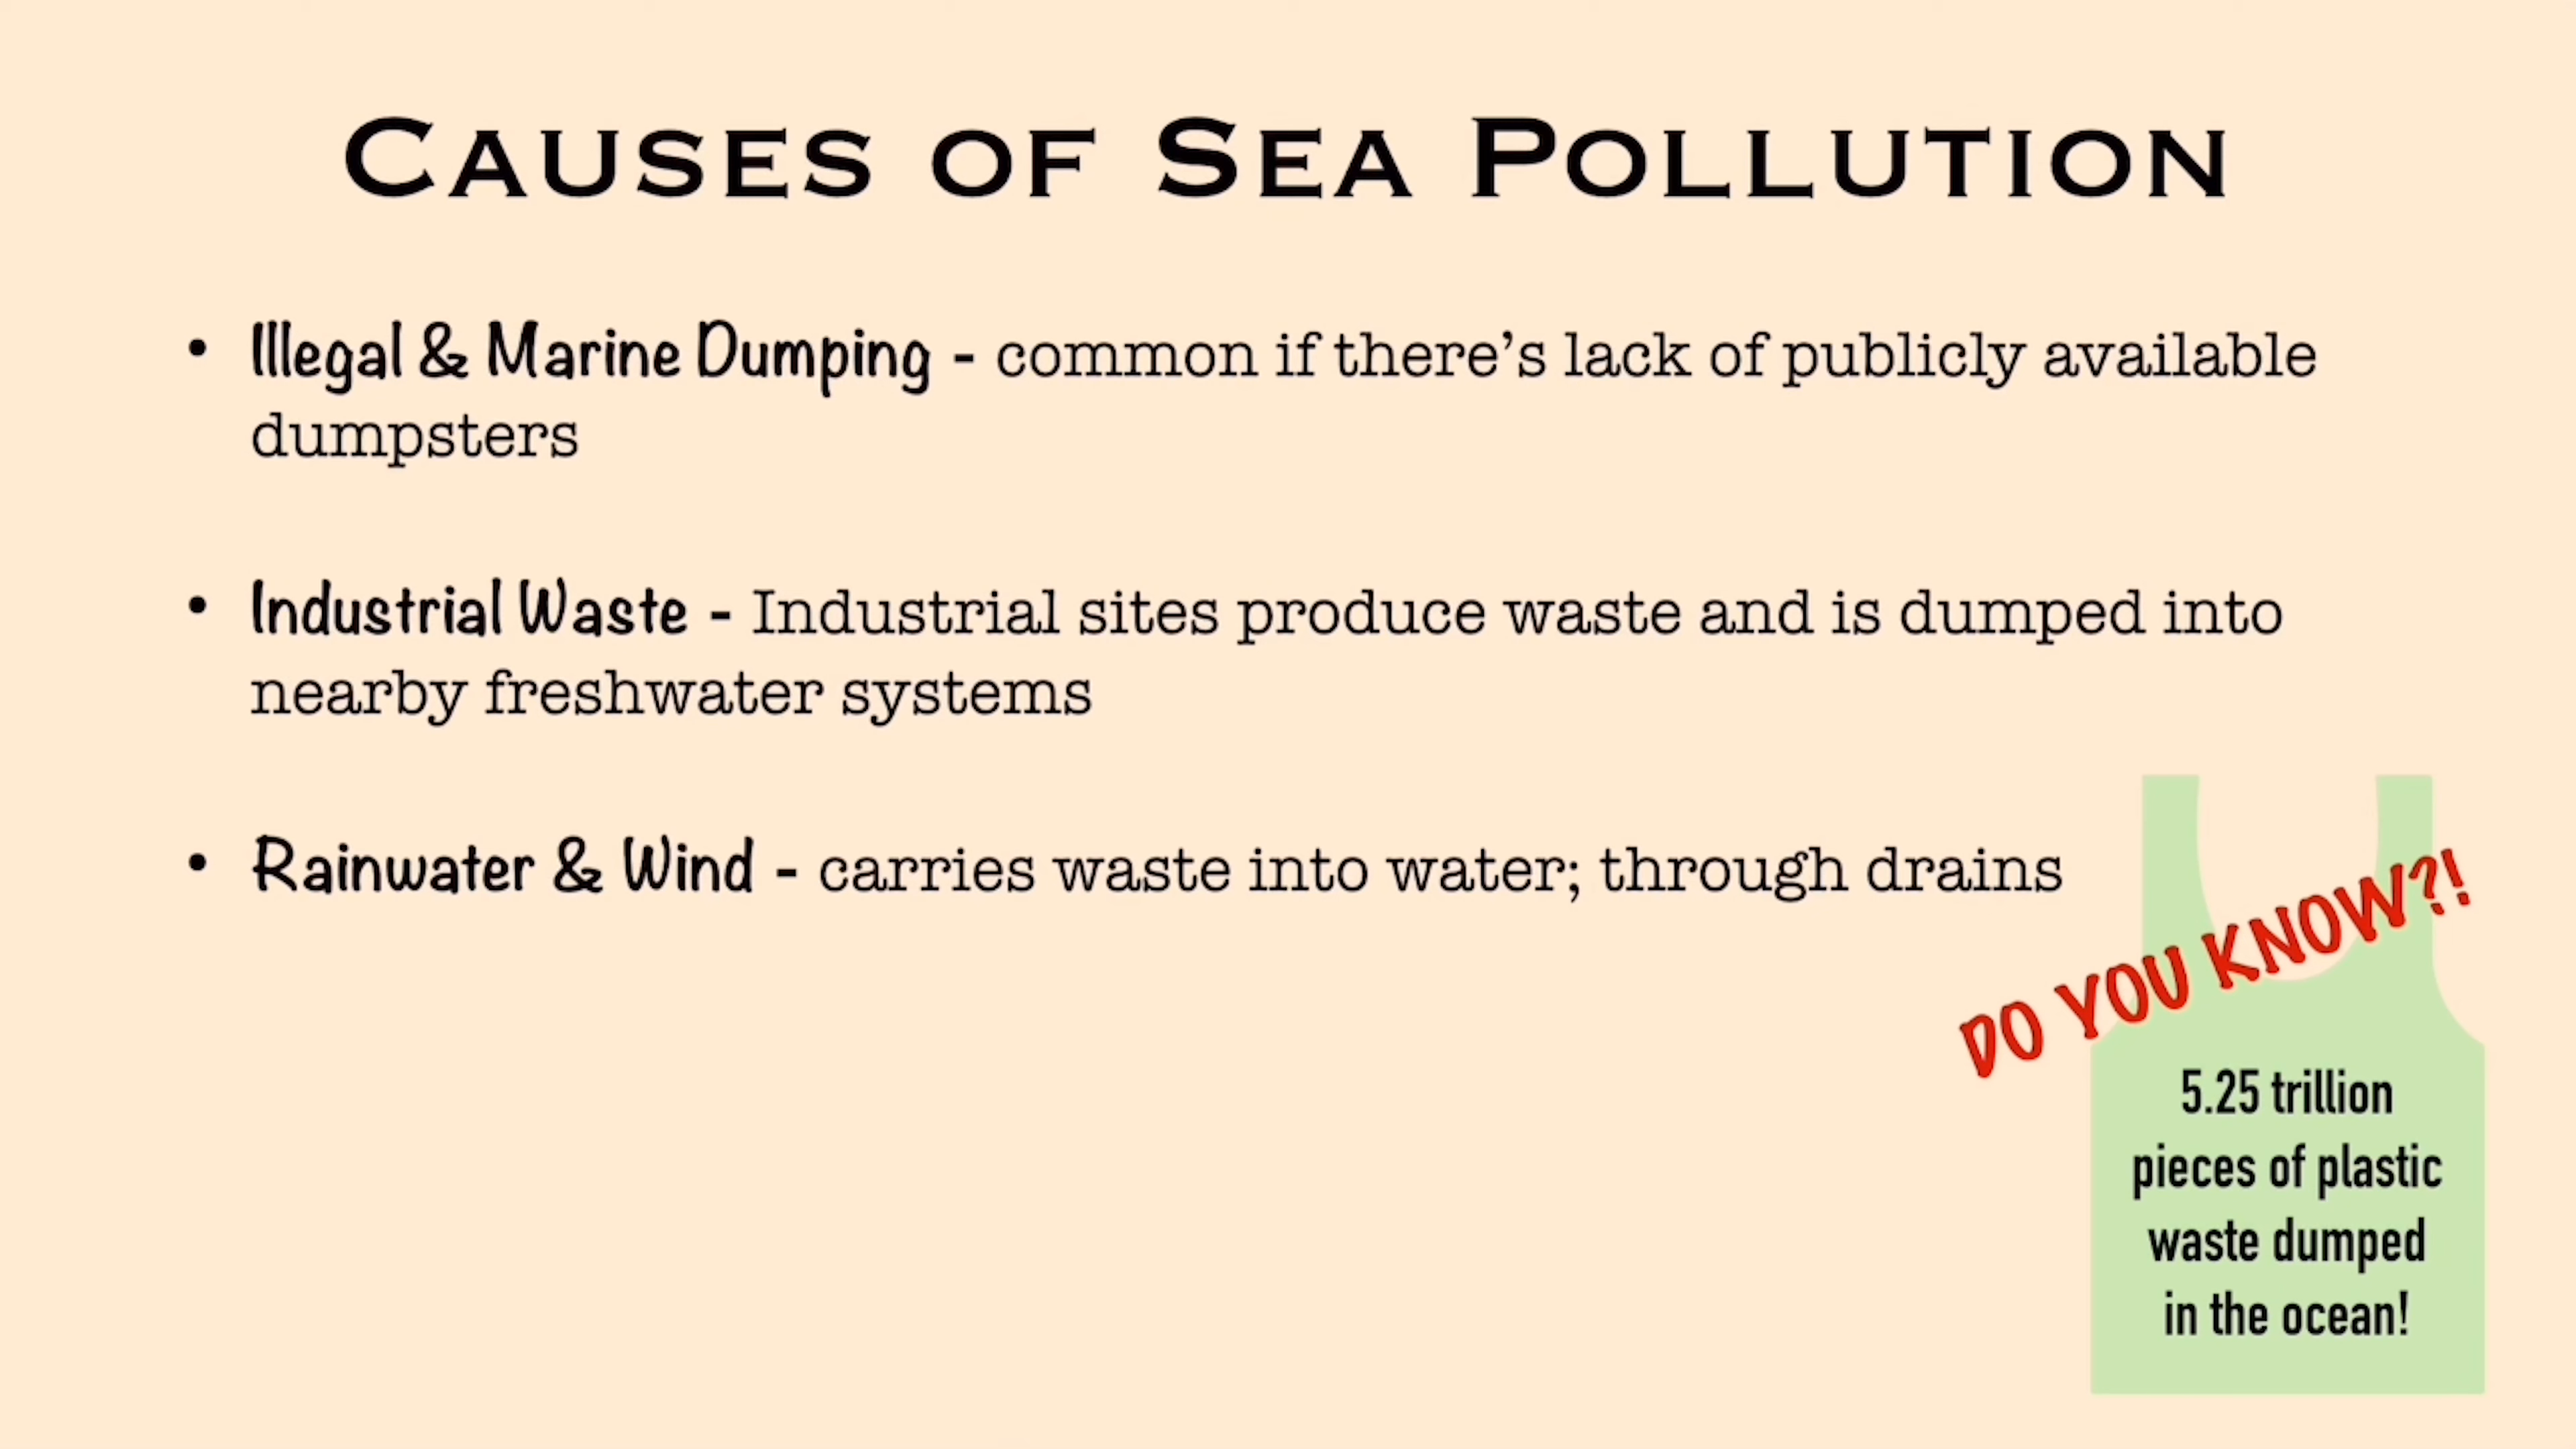 CAUSES OF SEA POLLUTION
• Illegal & Marine Dumping - common if there's lack of publicly available
dumpsters
• Industrial Waste - Industrial sites produce waste and is dumped into
nearby freshwater systems
• Rainwater & Wind - carries waste into water; through drains
DO YOU KNOW?!
5.25 trillion
pieces of plastic
waste dumped
in the ocean!